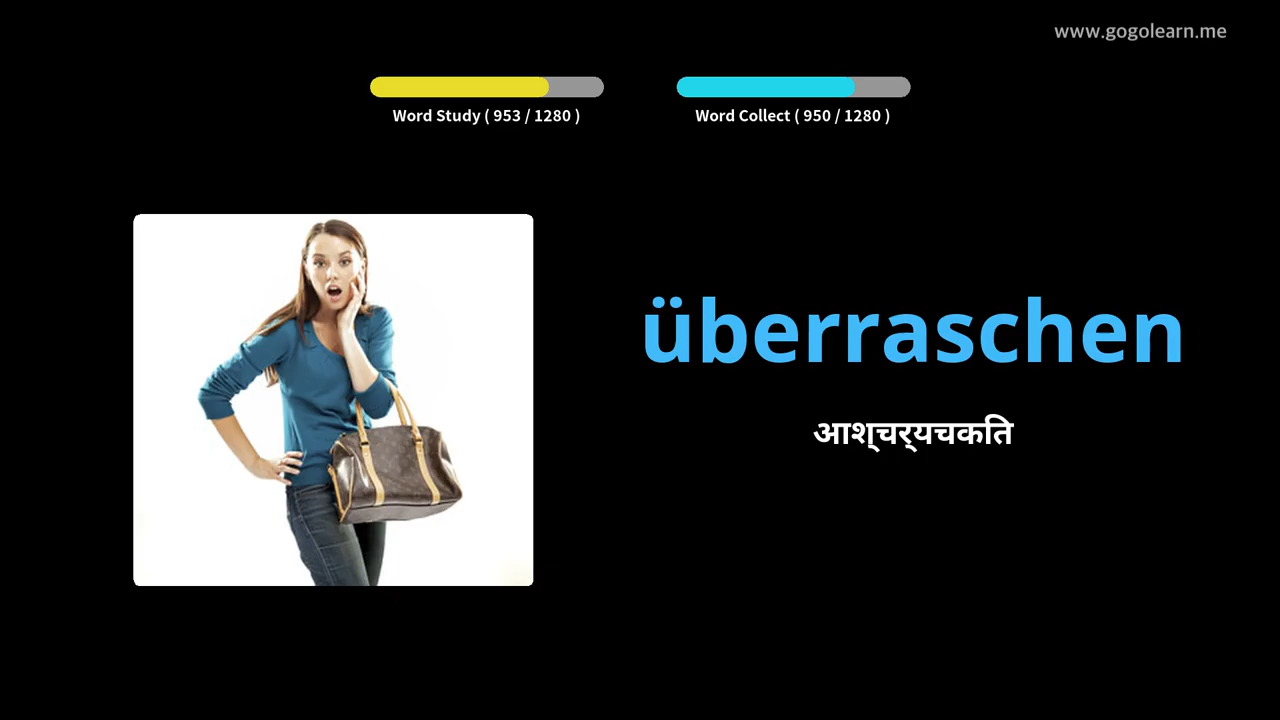 www.gogolearn.me
Word Study ( 953 / 1280 )
Word Collect ( 950 / 1280 )
überraschen
आश्चर्यचकति